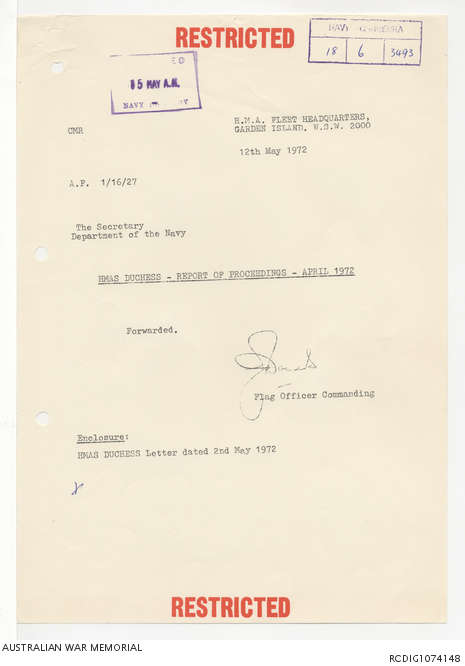 RESTRICTED
NAVY CANBERRA
18 6 3493
15 MAY A.M.
NAVY
H.M.A. FLEET HEADQUARTERS,
GARDEN ISLAND. N.S.W. 2000
CMR
12th May 1972
A.F. 1/16/27
The Secretary
Department of the Navy
HMAS DUCHESS - REPORT OF PROCEEDINGS - APRIL 1972
Forwarded.
Flag Officer Commanding
Enclosure:
HMAS DUCHESS Letter dated 2nd May 1972
RESTRICTED
AUSTRALIAN WAR MEMORIAL
RCDIG1074148